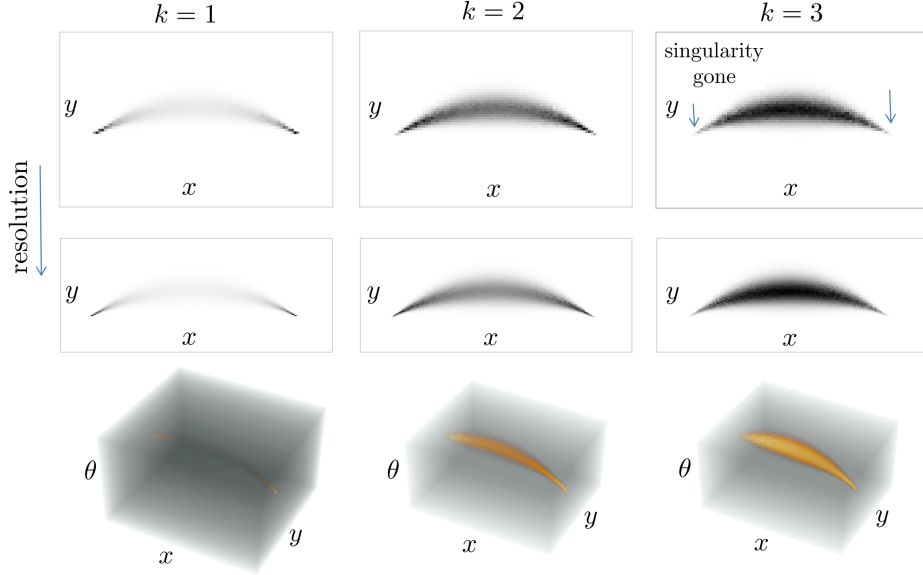 k = 1
k = 2
k = 3
singularity
gone
y
y
y
x
x
x
resolution
y
y
y
x
x
x
θ
θ
θ
y
y
y
x
x
x